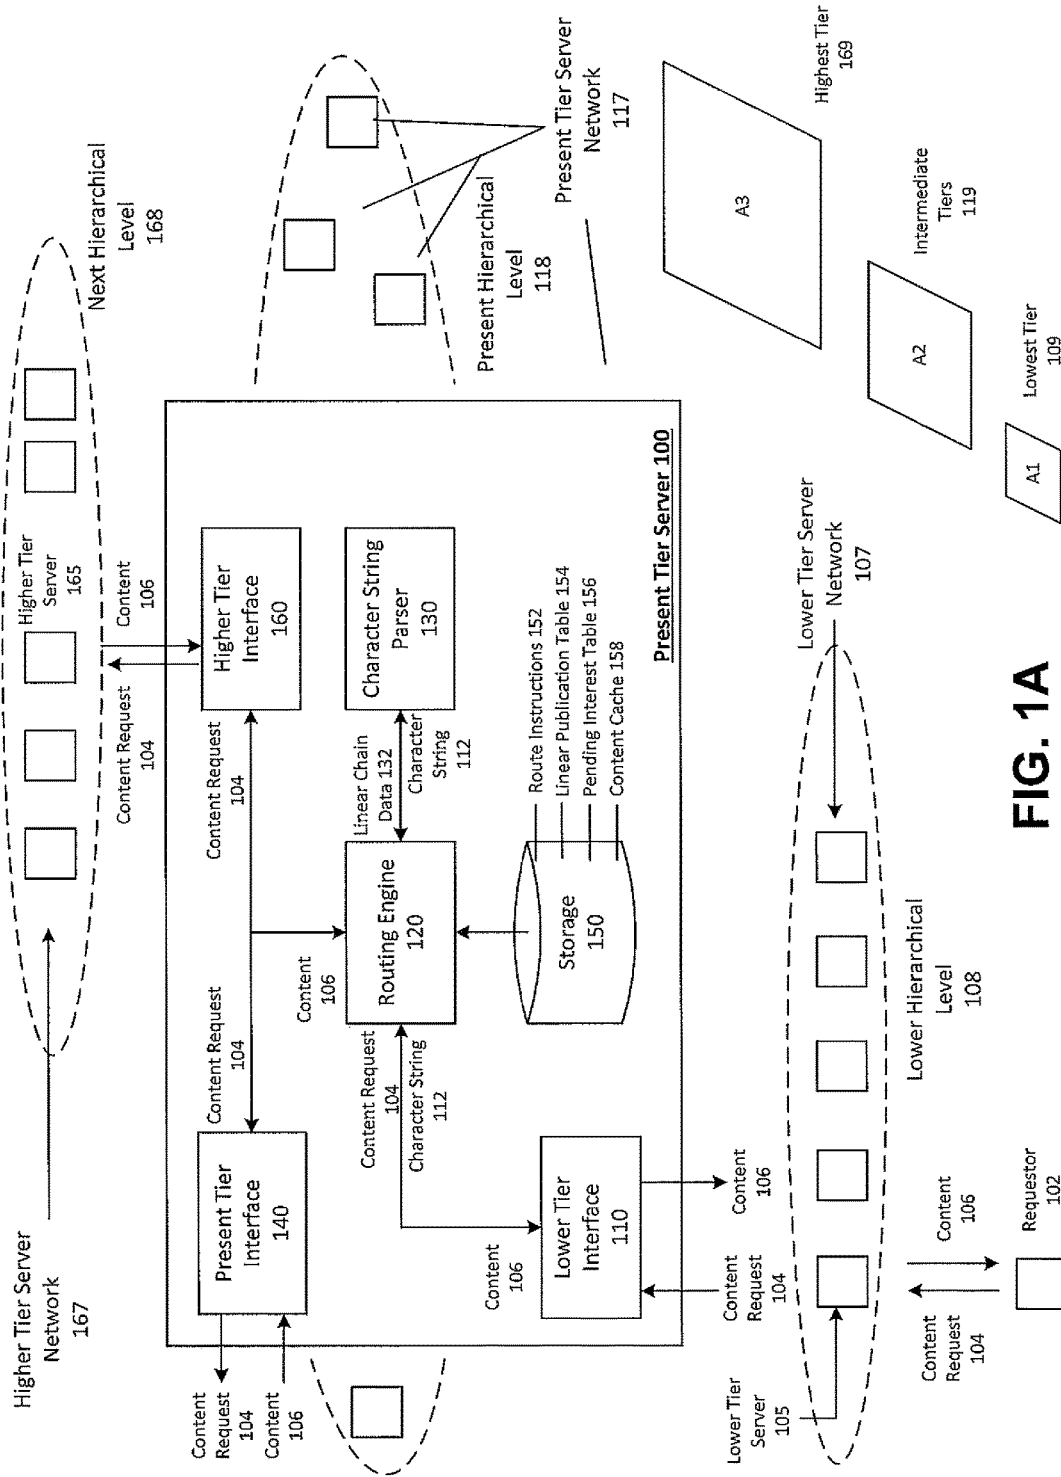 Higher Tier Server
Network
167
Next Hierarchical
Level
168
Higher Tier
Server
165
Content Request
104
Content
106
Content
Request
104
Content
106
Present Tier
Interface
140
Content Request
104
Content Request
104
Higher Tier
Interface
160
Content
106
Routing Engine
120
Linear Chain
Data 132
Character
String
112
Character String
Parser
130
Content Request
104
Character String
112
Storage
150
Route Instructions 152
Linear Publication Table 154
Pending Interest Table 156
Content Cache 158
Content
106
Lower Tier
Interface
110
Present Tier Server 100
Present Hierarchical
Level
118
Present Tier Server
Network
117
Content
Request
104
Content
106
Lower Tier
Server
105
Lower Hierarchical
Level
108
Lower Tier Server
Network
107
Content
Request
104
Content
106
Requestor
102
A3
Highest Tier
169
A2
Intermediate
Tiers
119
A1
Lowest Tier
109
FIG. 1A